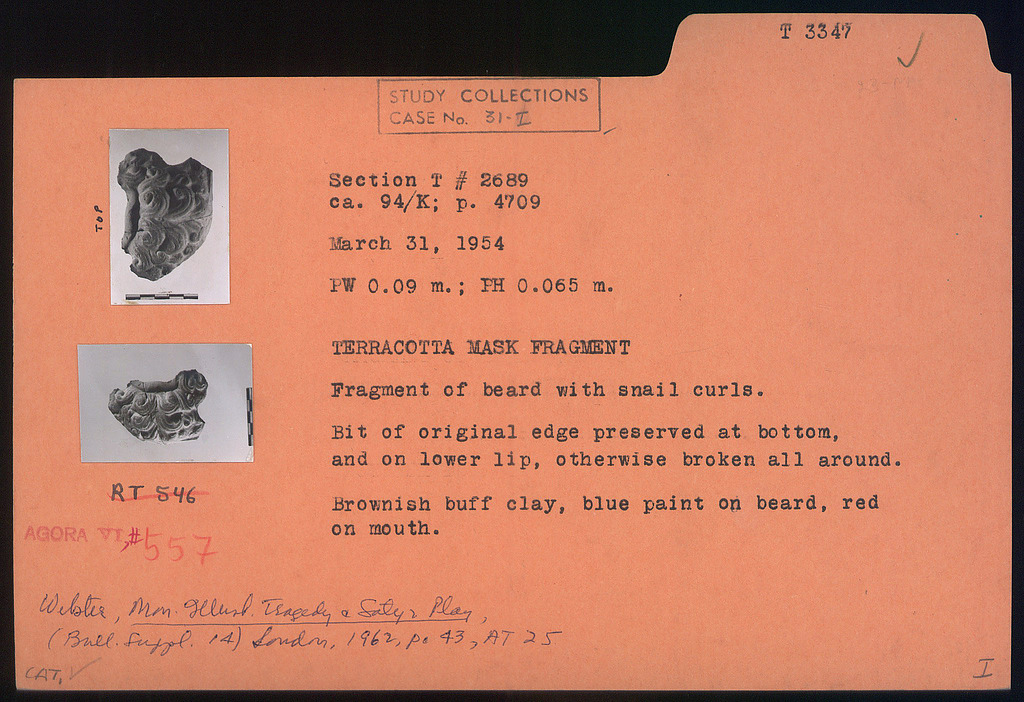 T 3347
STUDY COLLECTIONS
CASE No. 31-I
TOP
Section T # 2689
ca. 94/K; p. 4709
March 31, 1954
PW 0.09 m.; PH 0.065 m.
TERRACOTTA MASK FRAGMENT
Fragment of beard with snail curls.
Bit of original edge preserved at bottom,
and on lower lip, otherwise broken all around.
Brownish buff clay, blue paint on beard, red
on mouth.
RT 546
AGORA VI, #557
Webster, Mon. Illust. Tragedy & Satyr Play,
(Bull. Suppl. 14) London, 1962, p. 43, AT 25
CAT.
I